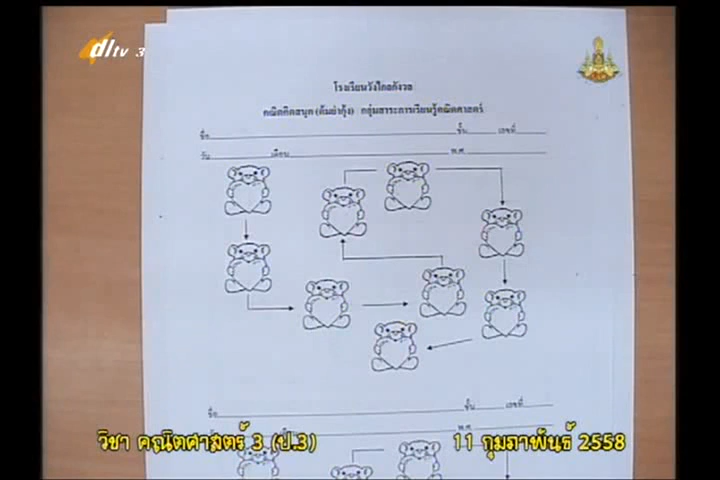 dltv 3
โรงเรียนวังไกลกังวล
คณิตคิดสนุก (ต้มยำกุ้ง) กลุ่มสาระการเรียนรู้คณิตศาสตร์
ชื่อ ชั้น เลขที่
วัน เดือน พ.ศ.
ชื่อ ชั้น เลขที่
วิชา คณิตศาสตร์ 3 (ป.3) 11 กุมภาพันธ์ 2558